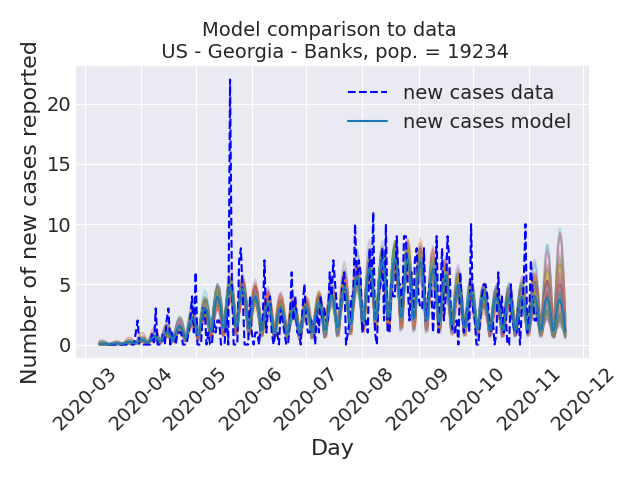 Model comparison to data
US - Georgia - Banks, pop. = 19234
Number of new cases reported
20
15
10
5
0
new cases data
new cases model
2020-03
2020-04
2020-05
2020-06
2020-07
2020-08
2020-09
2020-10
2020-11
2020-12
Day